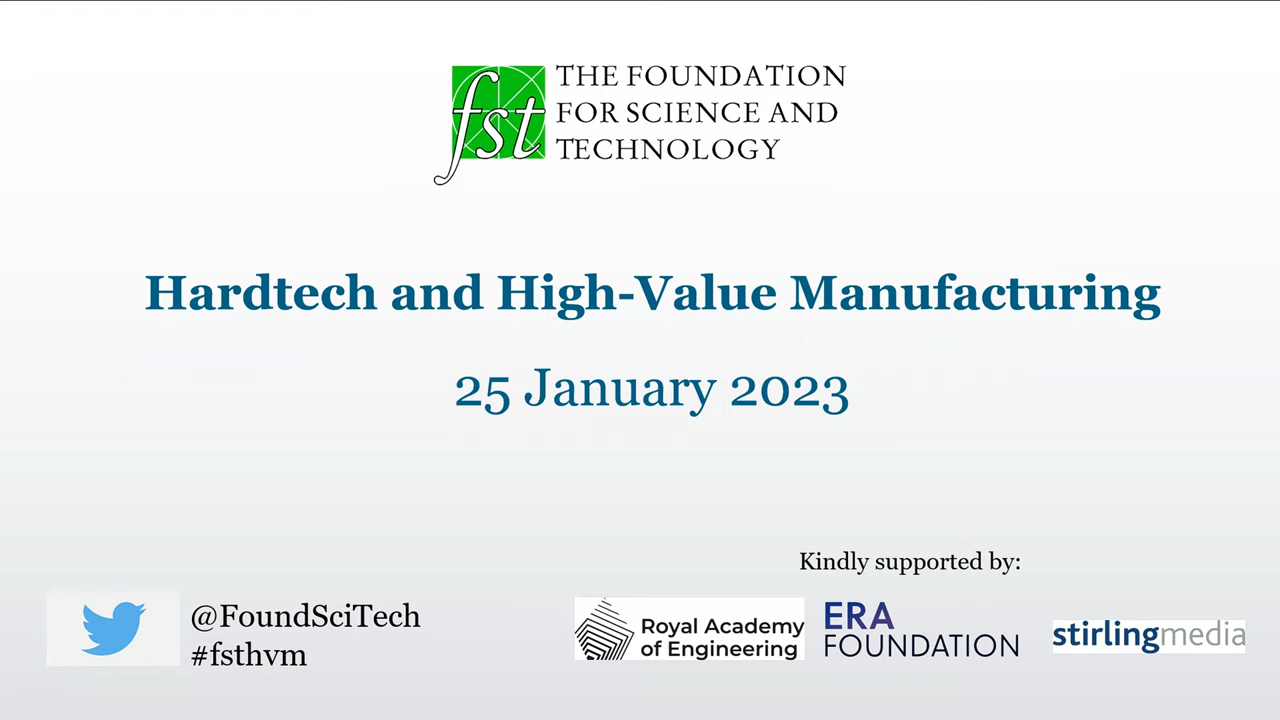 fst
THE FOUNDATION
FOR SCIENCE AND
TECHNOLOGY
Hardtech and High-Value Manufacturing
25 January 2023
Kindly supported by:
@FoundSciTech
#fsthvm
Royal Academy
of Engineering
ERA
FOUNDATION
stirlingmedia